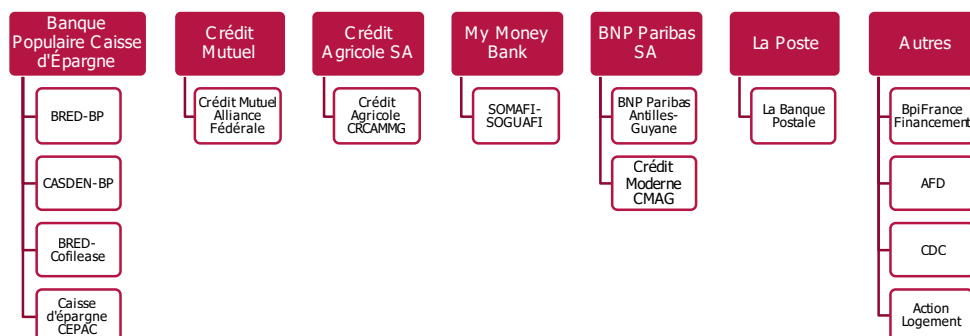 Banque
Populaire Caisse
d'Épargne
BRED-BP
CASDEN-BP
BRED-
Cofilease
Caisse
d'épargne
CEPAC
Crédit
Mutuel
Crédit Mutuel
Alliance
Fédérale
Crédit
Agricole SA
Crédit
Agricole
CRCAMMG
My Money
Bank
SOMAFI-
SOGUAFI
BNP Paribas
SA
BNP Paribas
Antilles-
Guyane
Crédit
Moderne
CMAG
La Poste
La Banque
Postale
Autres
BpiFrance
Financement
AFD
CDC
Action
Logement